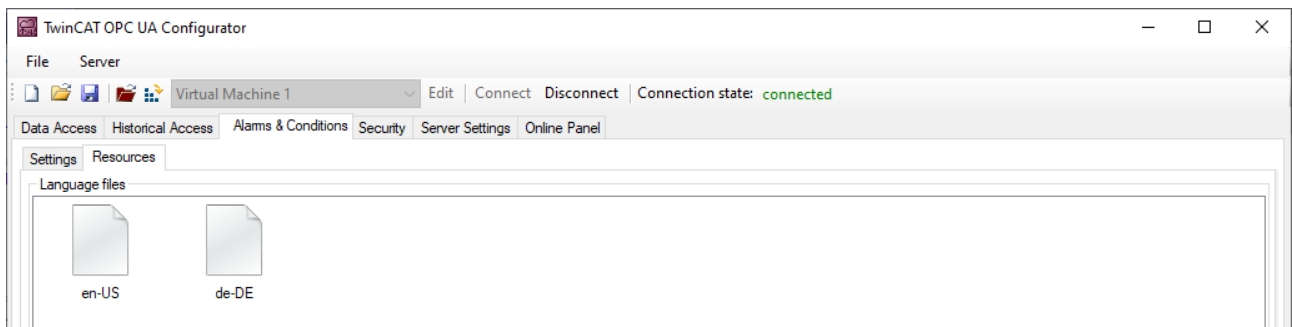 TwinCAT OPC UA Configurator
File Server
Virtual Machine 1 Edit Connect Disconnect Connection state: connected
Data Access Historical Access Alarms & Conditions Security Server Settings Online Panel
Settings Resources
Language files
en-US de-DE